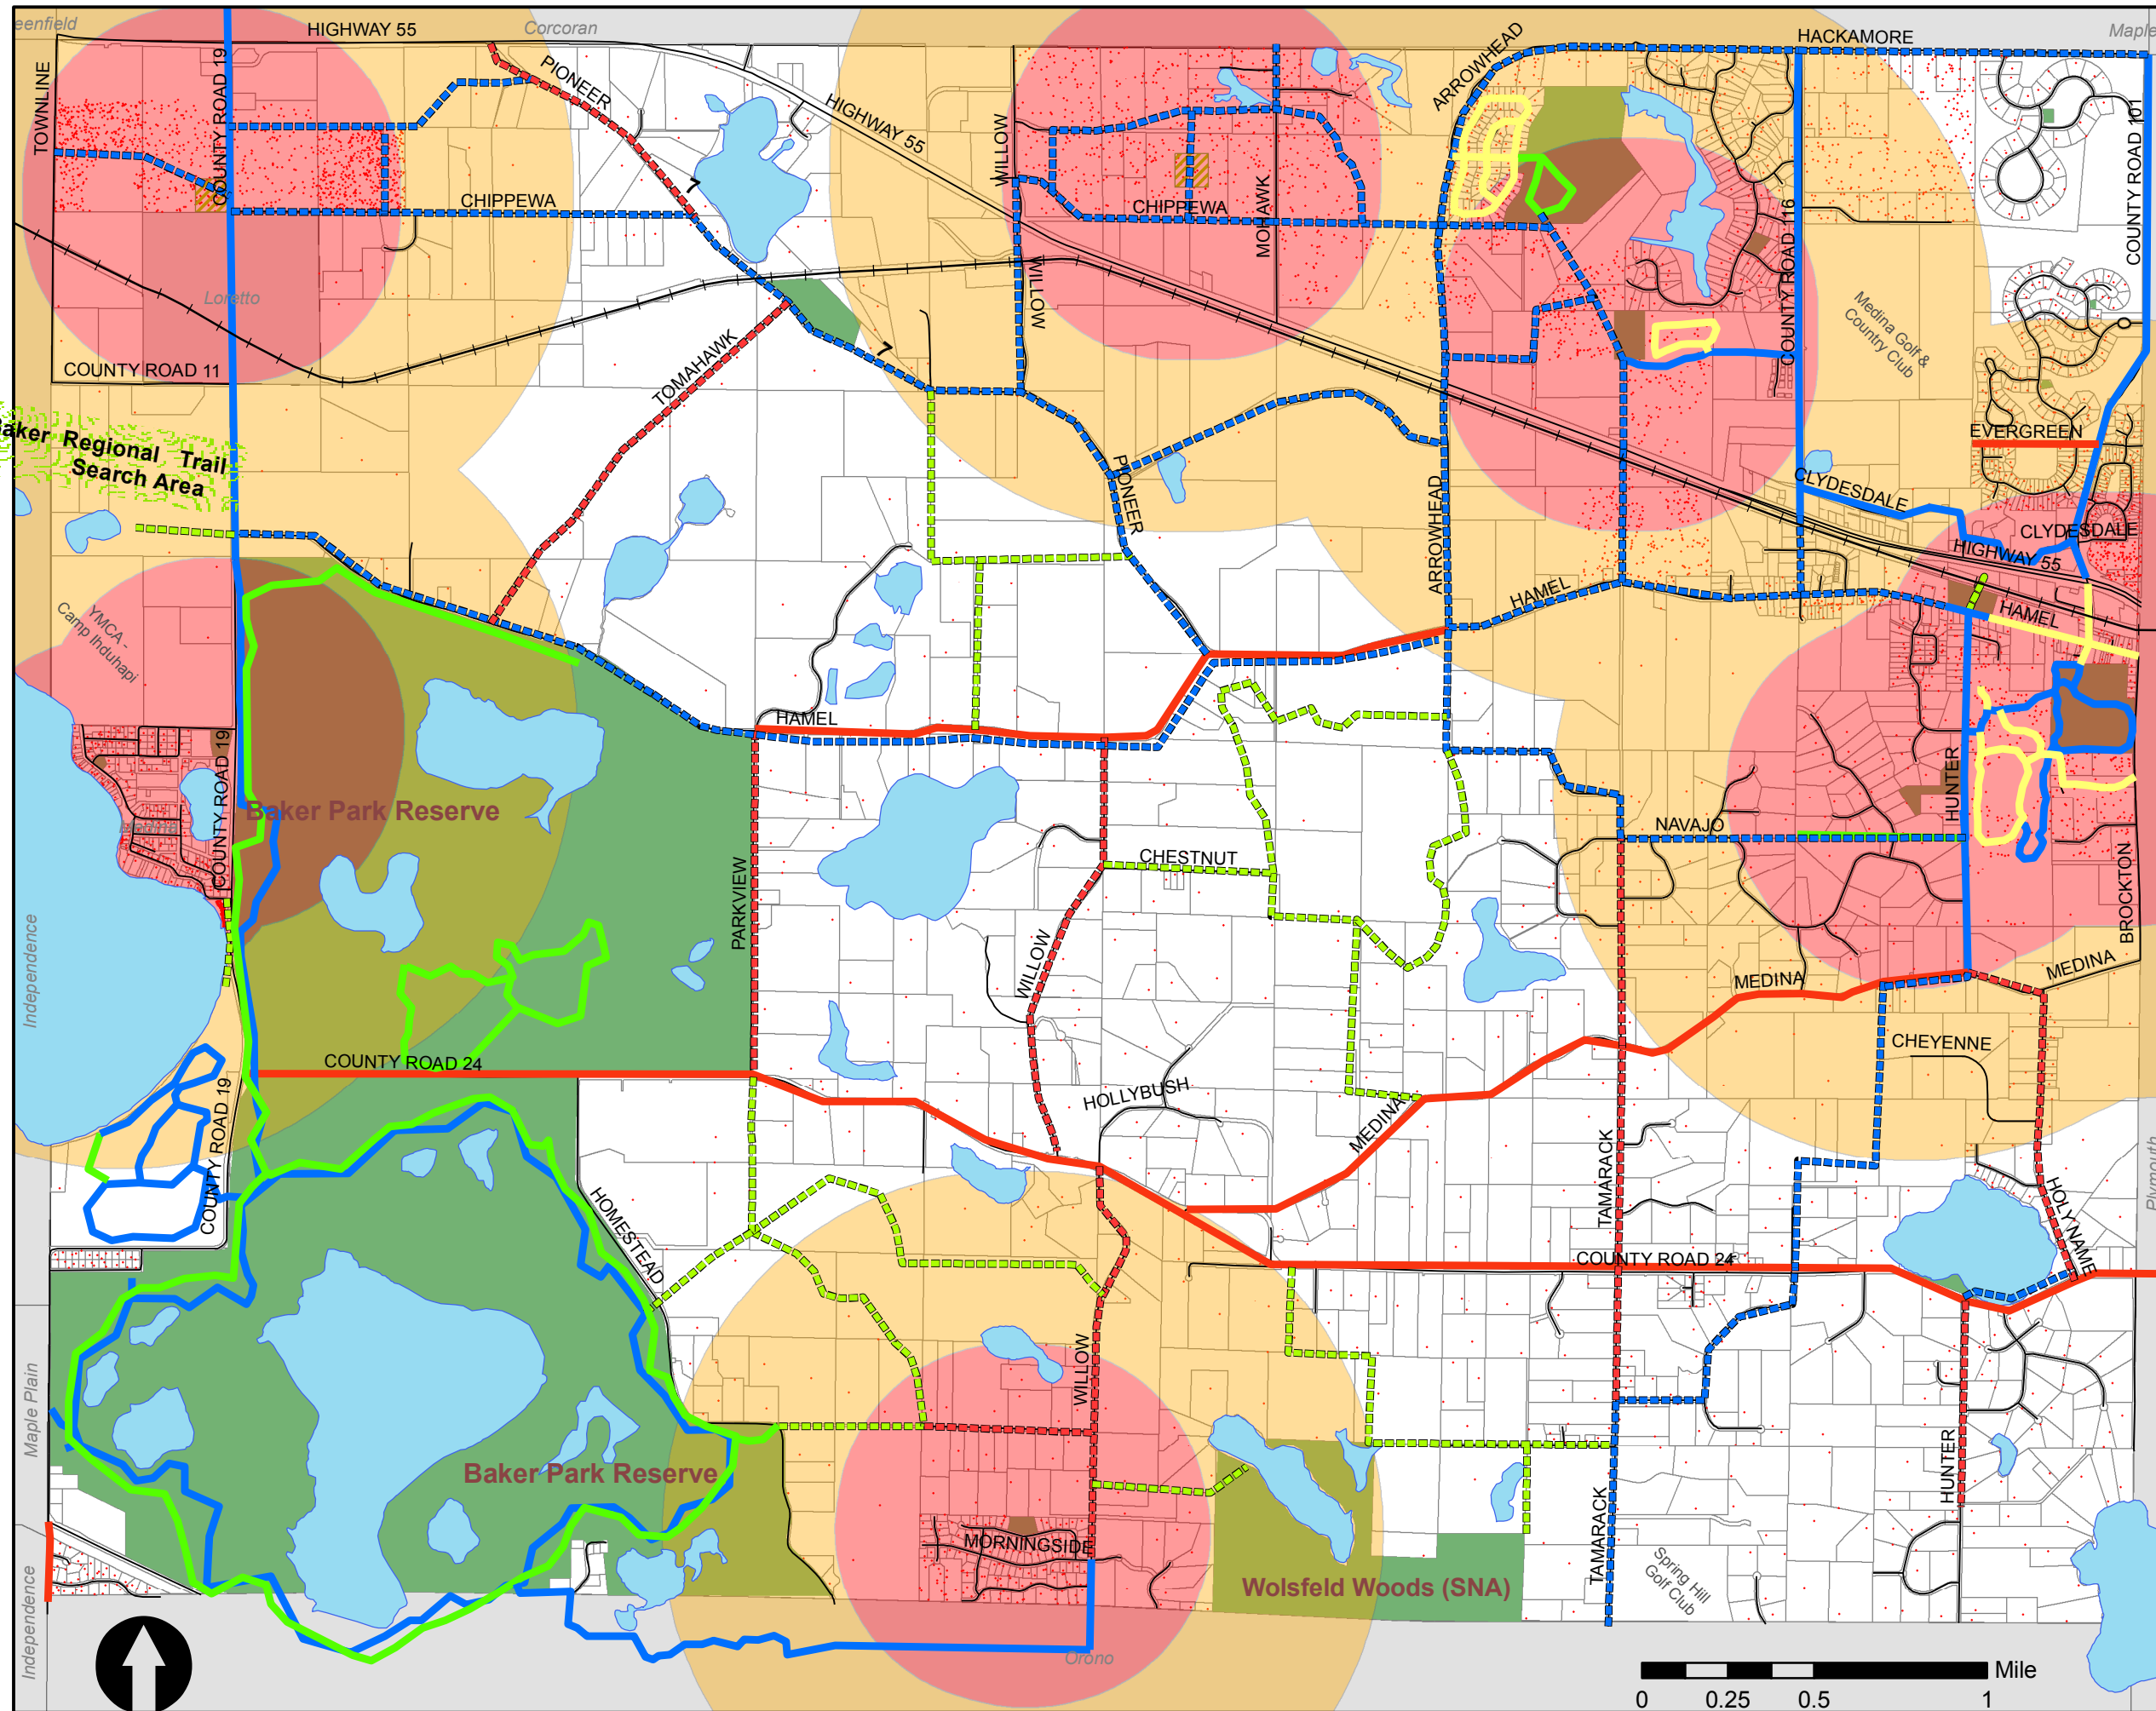 eenfield
HIGHWAY 55
Corcoran
HACKAMORE
Maple
TOWNLINE
COUNTY ROAD 19
PIONEER
HIGHWAY 55
WILLOW
ARROWHEAD
COUNTY ROAD 101
7
CHIPPEWA
CHIPPEWA
MOHAWK
COUNTY ROAD 116
Loretto
WILLOW
Medina Golf &
Country Club
COUNTY ROAD 11
TOMAHAWK
7
EVERGREEN
aker Regional Trail
Search Area
PIONEER
ARROWHEAD
CLYDESDALE
CLYDESDALE
HIGHWAY 55
YMCA -
Camp Ihduhapi
HAMEL
HAMEL
HAMEL
COUNTY ROAD 19
Baker Park Reserve
HUNTER
NAVAJO
CHESTNUT
PARKVIEW
BROCKTON
Independence
WILLOW
MEDINA
MEDINA
COUNTY ROAD 24
CHEYENNE
COUNTY ROAD 19
HOLLYBUSH
MEDINA
TAMARACK
Plymouth
HOMESTEAD
HOLY NAME
COUNTY ROAD 24
Maple Plain
WILLOW
Baker Park Reserve
HUNTER
TAMARACK
MORNINGSIDE
Wolsfeld Woods (SNA)
Spring Hill
Golf Club
Independence
Orono
Mile
0 0.25 0.5 1